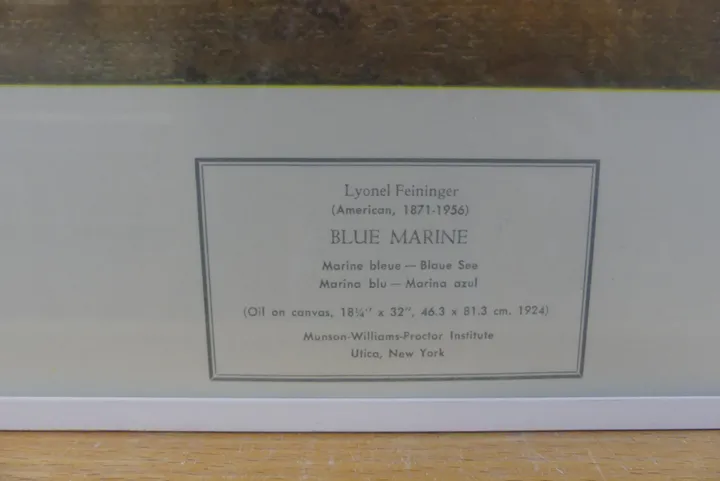 Lyonel Feininger
(American, 1871-1956)
BLUE MARINE
Marine bleue — Blaue See
Marina blu — Marina azul
(Oil on canvas, 18¼" x 32", 46.3 x 81.3 cm. 1924)
Munson-Williams-Proctor Institute
Utica, New York